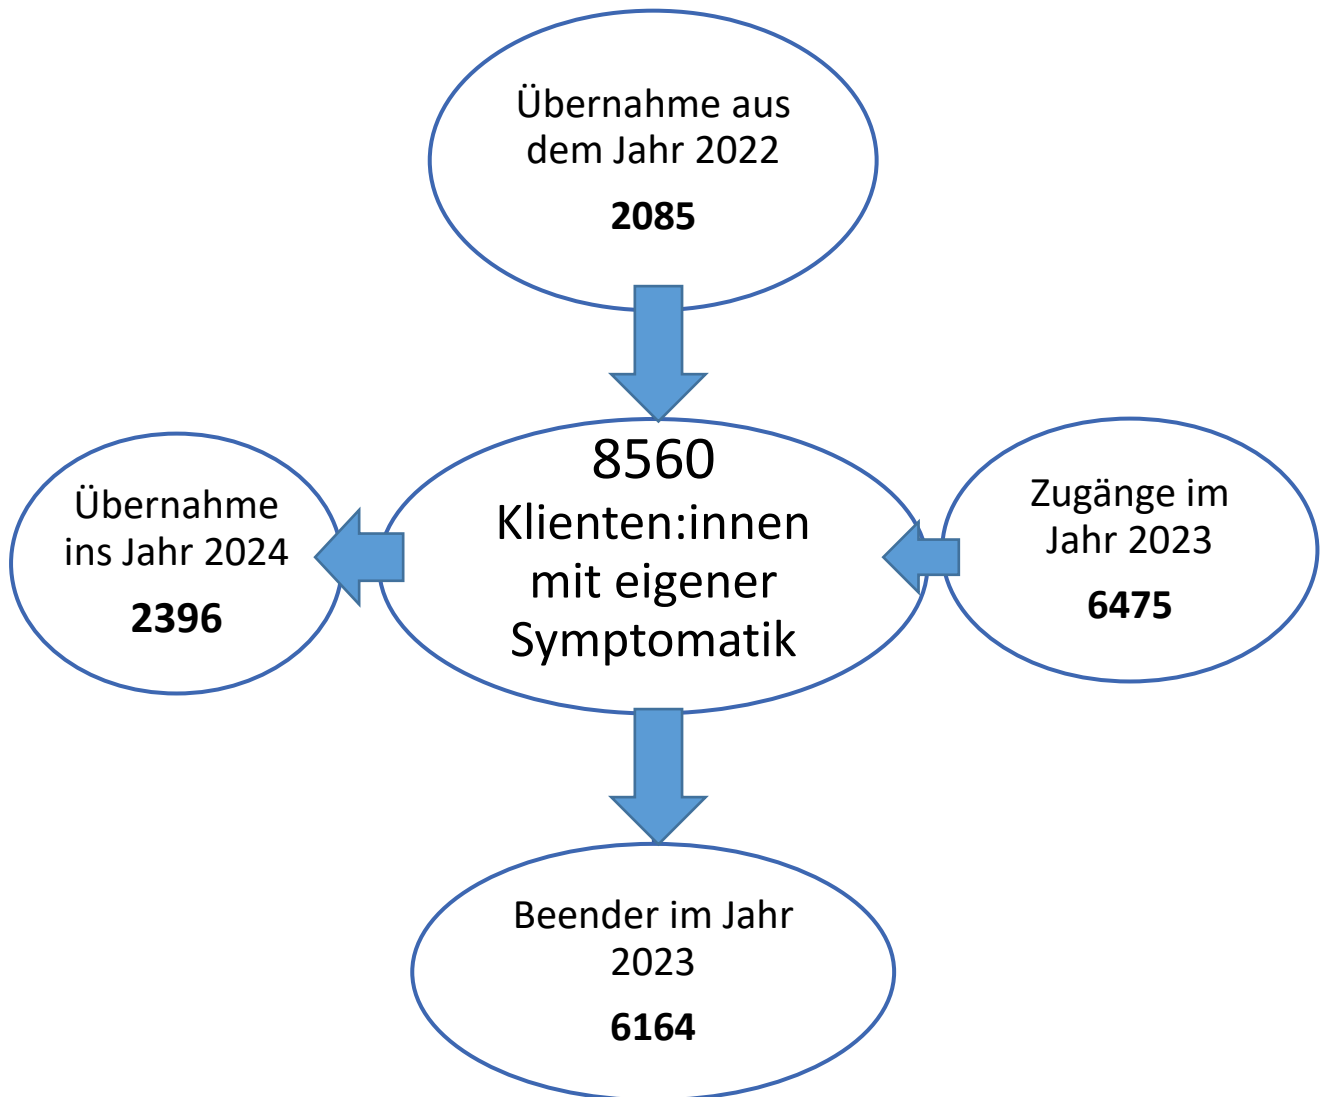 Übernahme aus
dem Jahr 2022
2085
8560
Klienten:innen
mit eigener
Symptomatik
Übernahme
ins Jahr 2024
2396
Zugänge im
Jahr 2023
6475
Beender im Jahr
2023
6164